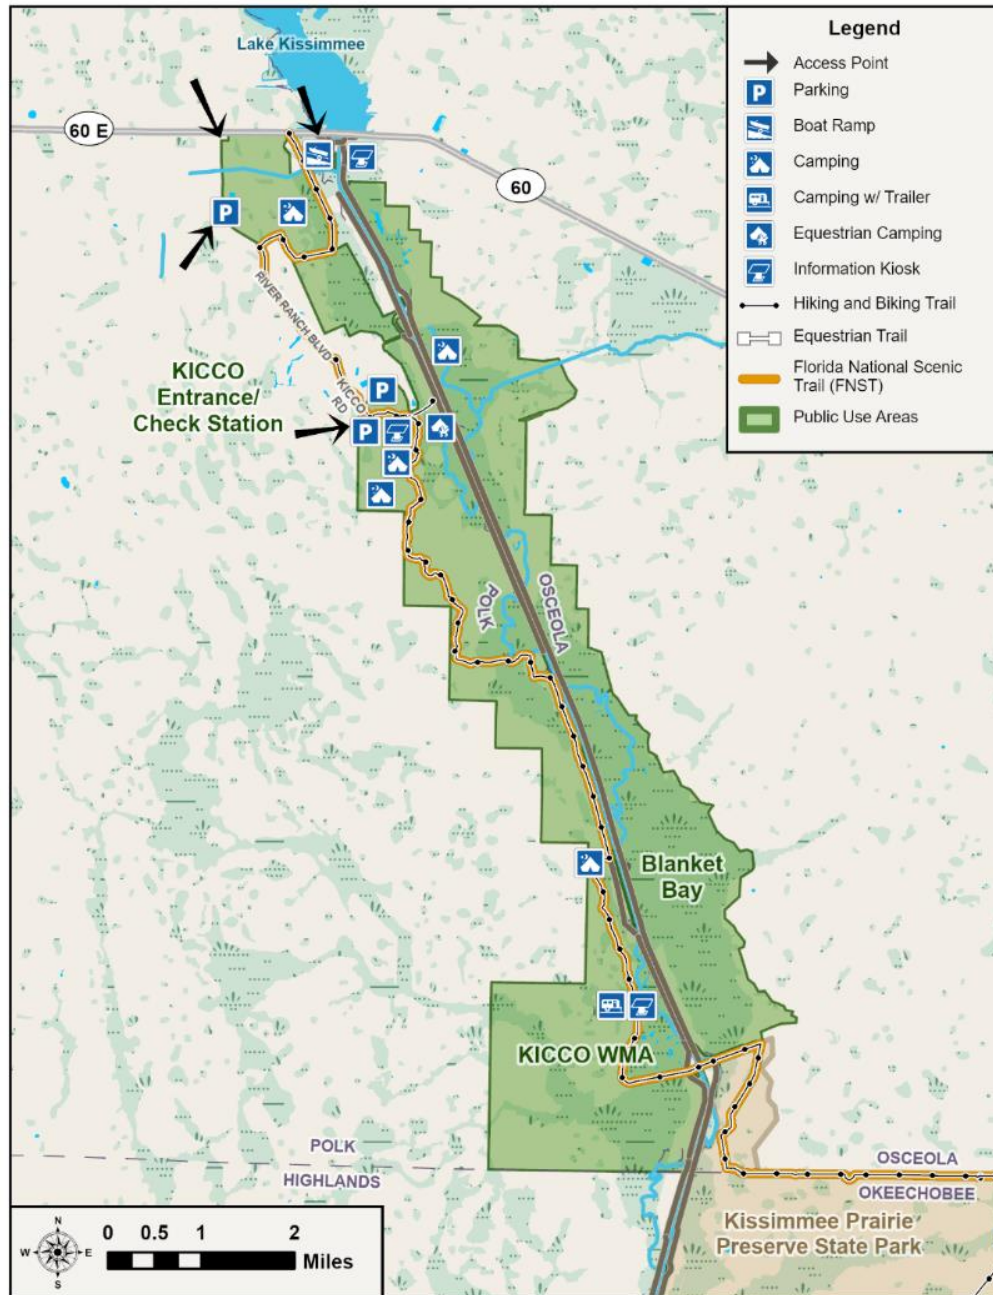 Lake Kissimmee
60 E
60
P
RIVER RANCH BLVD
KICCO
RD
KICCO
Entrance/
Check Station
P
P
POLK
OSCEOLA
Blanket
Bay
KICCO WMA
POLK
HIGHLANDS
OSCEOLA
OKEECHOBEE
Kissimmee Prairie
Preserve State Park
Legend
Access Point
P Parking
Boat Ramp
Camping
Camping w/ Trailer
Equestrian Camping
Information Kiosk
Hiking and Biking Trail
Equestrian Trail
Florida National Scenic
Trail (FNST)
Public Use Areas
N
W E
S
0 0.5 1 2
Miles